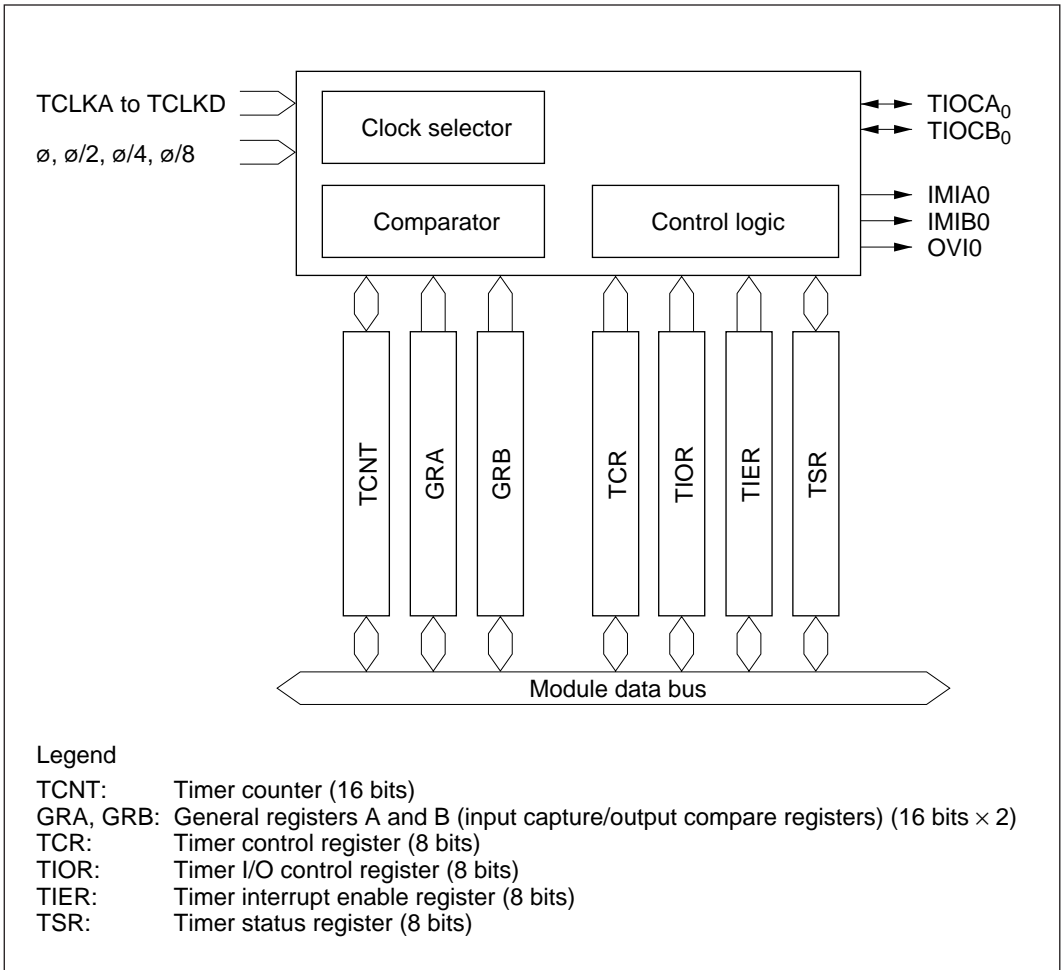 TCLKA to TCLKD
ø, ø/2, ø/4, ø/8
Clock selector
Comparator
Control logic
TIOCA₀
TIOCB₀
IMIA0
IMIB0
OVI0
TCNT
GRA
GRB
TCR
TIOR
TIER
TSR
Module data bus
Legend
TCNT: Timer counter (16 bits)
GRA, GRB: General registers A and B (input capture/output compare registers) (16 bits × 2)
TCR: Timer control register (8 bits)
TIOR: Timer I/O control register (8 bits)
TIER: Timer interrupt enable register (8 bits)
TSR: Timer status register (8 bits)